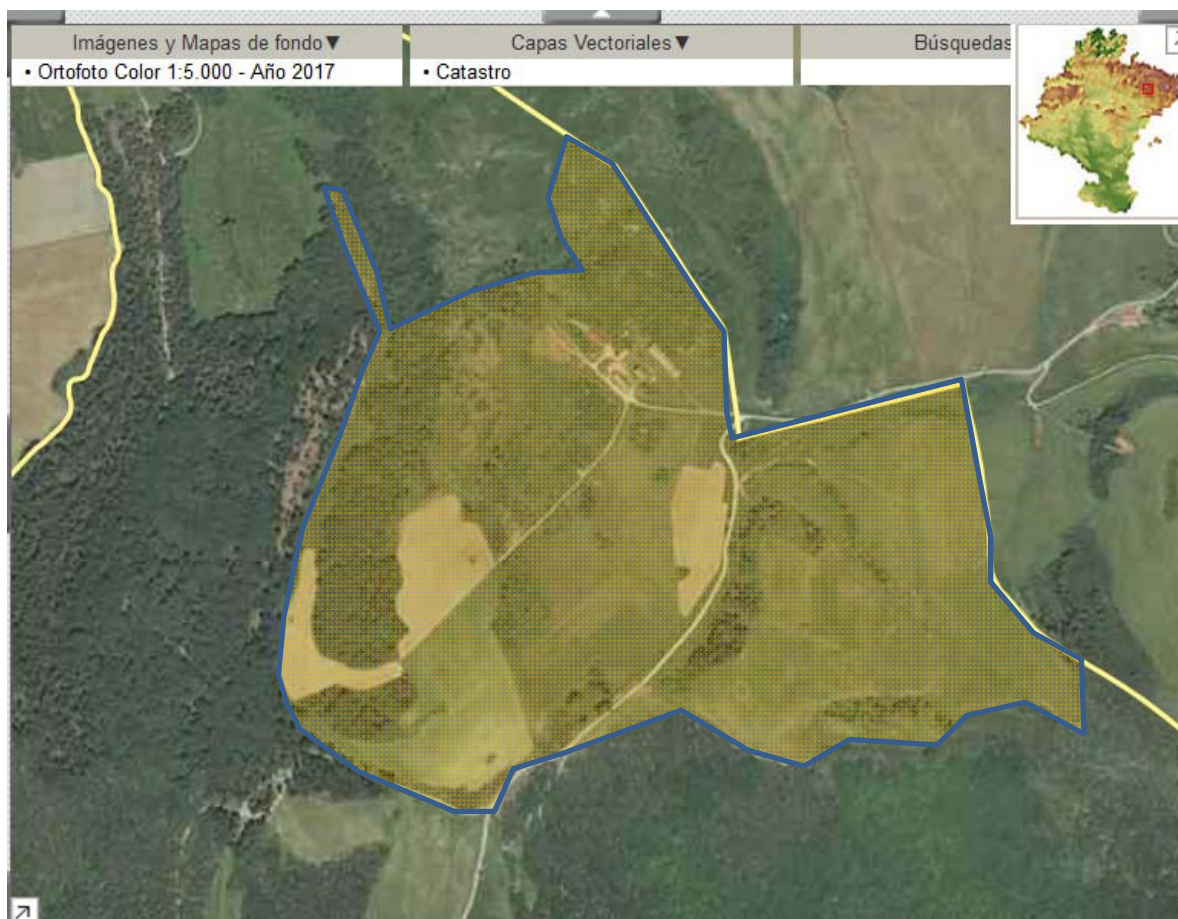 Imágenes y Mapas de fondo▼
Capas Vectoriales▼
Búsquedas
• Ortofoto Color 1:5.000 - Año 2017
• Catastro